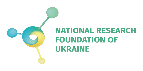 NATIONAL RESEARCH
FOUNDATION OF
UKRAINE